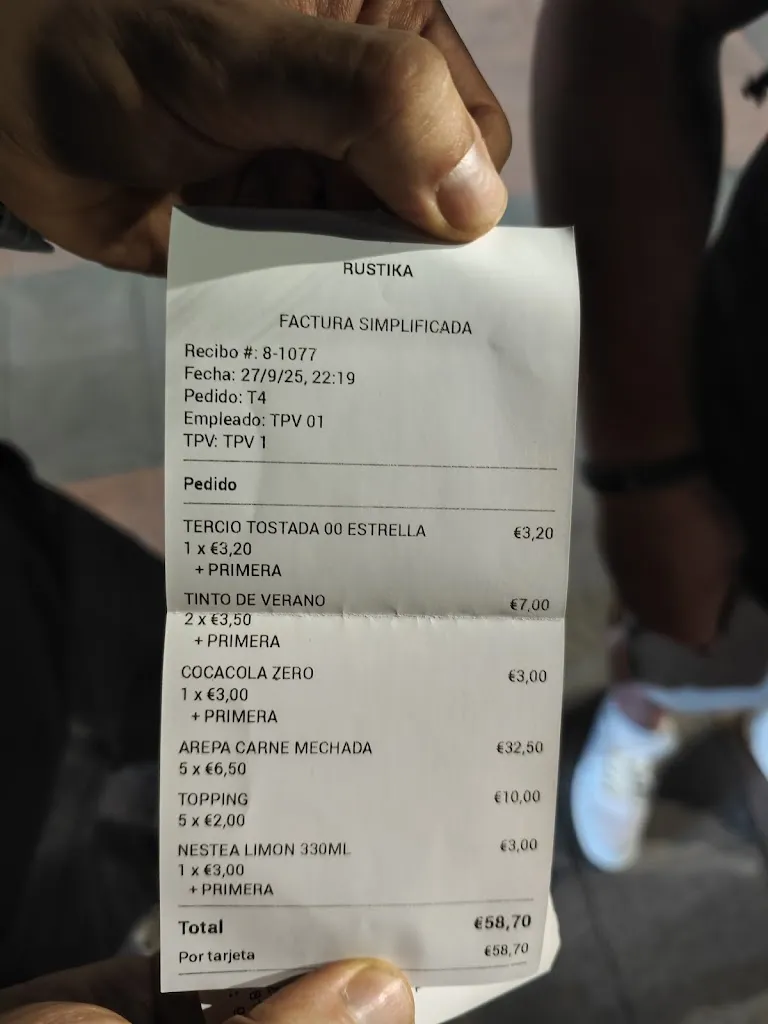 RUSTIKA
FACTURA SIMPLIFICADA
Recibo #: 8-1077
Fecha: 27/9/25, 22:19
Pedido: T4
Empleado: TPV 01
TPV: TPV 1
Pedido
TERCIO TOSTADA 00 ESTRELLA €3,20
1 x €3,20
+ PRIMERA
TINTO DE VERANO €7,00
2 x €3,50
+ PRIMERA
COCACOLA ZERO €3,00
1 x €3,00
+ PRIMERA
AREPA CARNE MECHADA €32,50
5 x €6,50
TOPPING €10,00
5 x €2,00
NESTEA LIMON 330ML €3,00
1 x €3,00
+ PRIMERA
Total €58,70
Por tarjeta €58,70